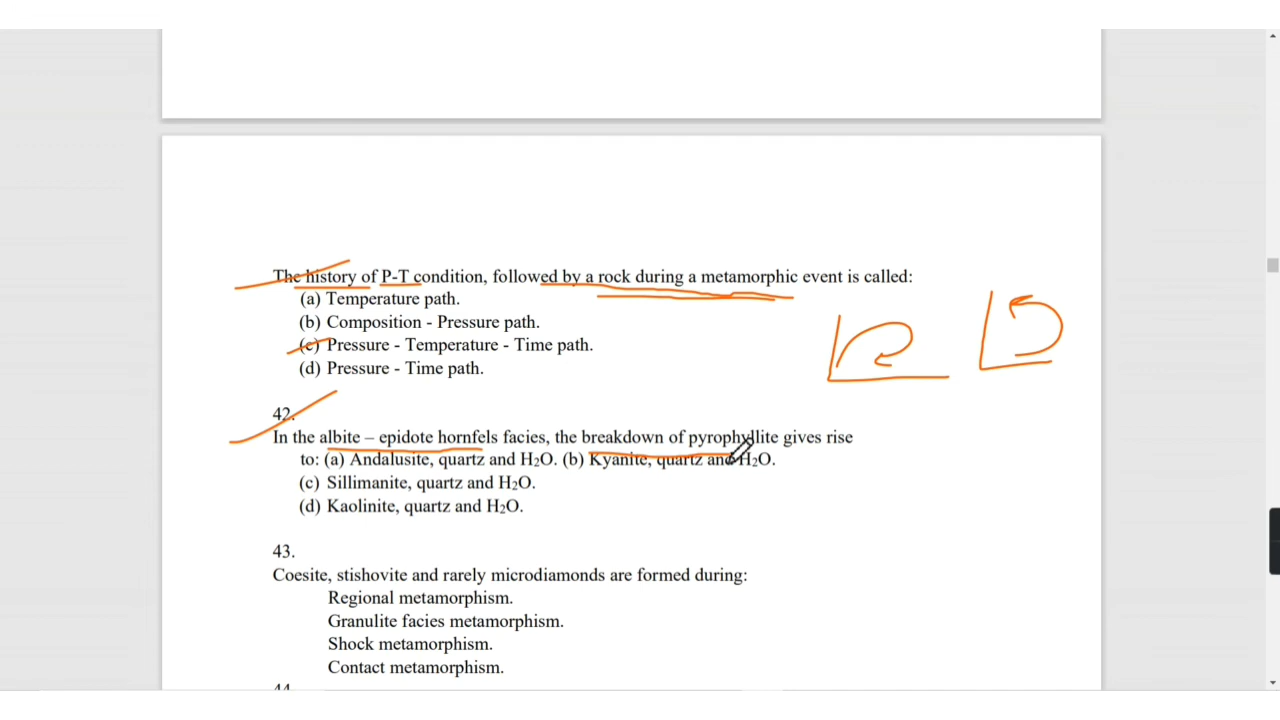 The history of P-T condition, followed by a rock during a metamorphic event is called:
(a) Temperature path.
(b) Composition - Pressure path.
(c) Pressure - Temperature - Time path.
(d) Pressure - Time path.
42.
In the albite – epidote hornfels facies, the breakdown of pyrophyllite gives rise
to: (a) Andalusite, quartz and H₂O. (b) Kyanite, quartz and H₂O.
(c) Sillimanite, quartz and H₂O.
(d) Kaolinite, quartz and H₂O.
43.
Coesite, stishovite and rarely microdiamonds are formed during:
Regional metamorphism.
Granulite facies metamorphism.
Shock metamorphism.
Contact metamorphism.